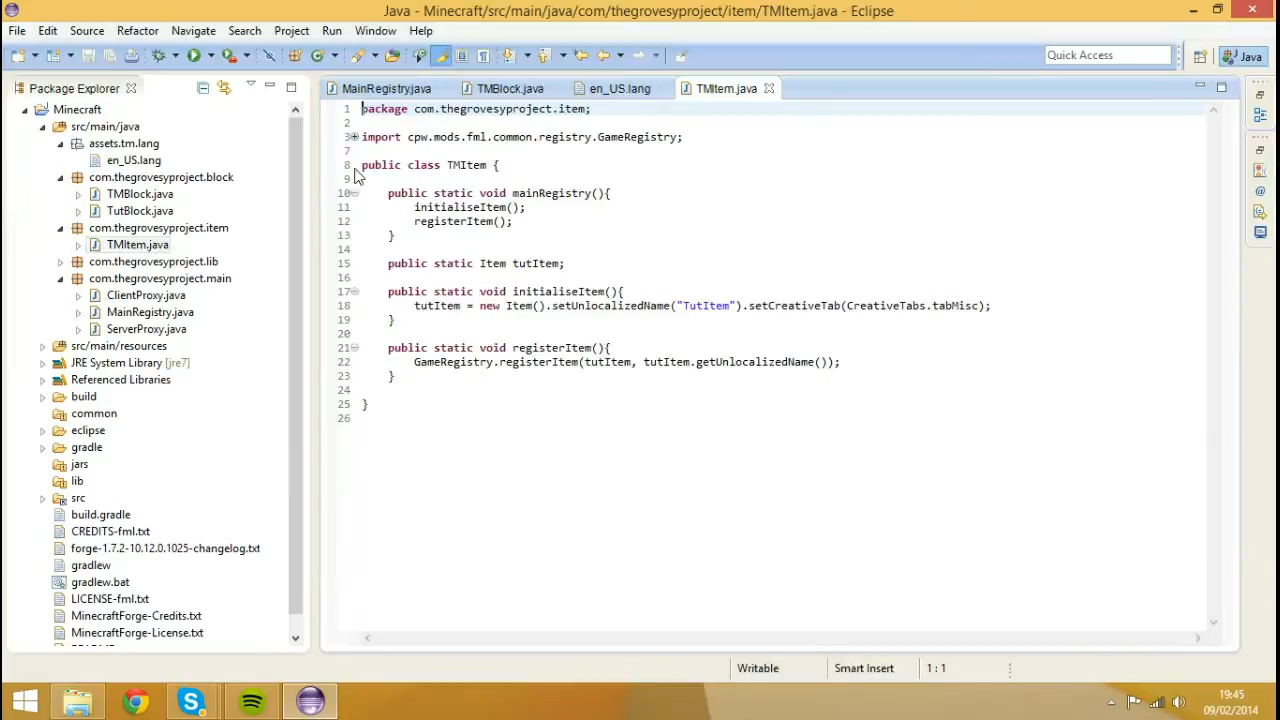 Java - Minecraft/src/main/java/com/thegrovesyproject/item/TMItem.java - Eclipse
File Edit Source Refactor Navigate Search Project Run Window Help
Quick Access
Java
Package Explorer
MainRegistry.java
TMBlock.java
en_US.lang
TMItem.java
Minecraft
src/main/java
assets.tm.lang
en_US.lang
com.thegrovesyproject.block
TMBlock.java
TutBlock.java
com.thegrovesyproject.item
TMItem.java
com.thegrovesyproject.lib
com.thegrovesyproject.main
ClientProxy.java
MainRegistry.java
ServerProxy.java
src/main/resources
JRE System Library [jre7]
Referenced Libraries
build
common
eclipse
gradle
jars
lib
src
build.gradle
CREDITS-fml.txt
forge-1.7.2-10.12.0.1025-changelog.txt
gradlew
gradlew.bat
LICENSE-fml.txt
MinecraftForge-Credits.txt
MinecraftForge-License.txt
1 package com.thegrovesyproject.item;
2
3 import cpw.mods.fml.common.registry.GameRegistry;
7
8 public class TMItem {
9
10 public static void mainRegistry(){
11 initialiseItem();
12 registerItem();
13 }
14
15 public static Item tutItem;
16
17 public static void initialiseItem(){
18 tutItem = new Item().setUnlocalizedName("TutItem").setCreativeTab(CreativeTabs.tabMisc);
19 }
20
21 public static void registerItem(){
22 GameRegistry.registerItem(tutItem, tutItem.getUnlocalizedName());
23 }
24
25 }
26
Writable
Smart Insert
1 : 1
19:45
09/02/2014